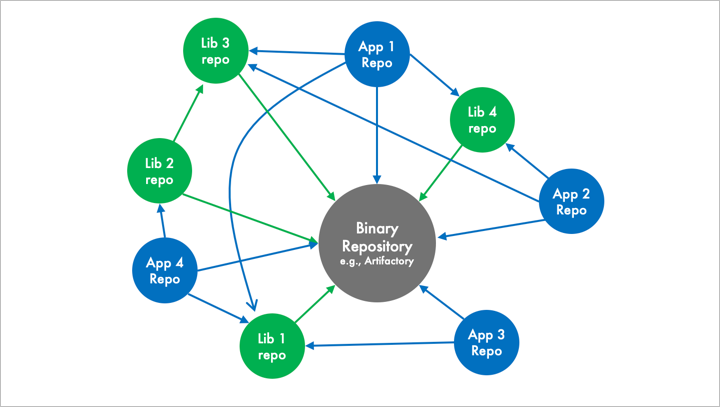 Lib 3
repo
App 1
Repo
Lib 4
repo
Lib 2
repo
App 2
Repo
Binary
Repository
e.g., Artifactory
App 4
Repo
Lib 1
repo
App 3
Repo